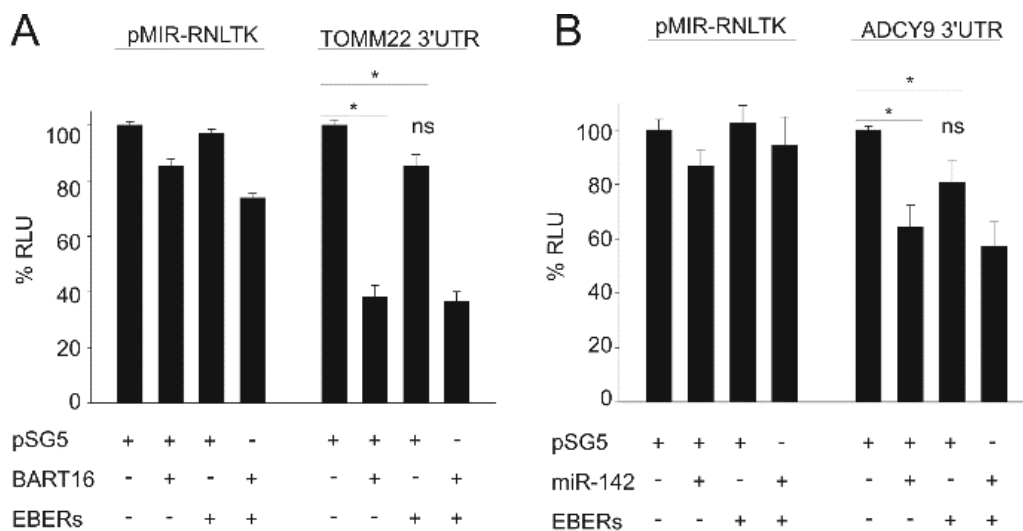 A
pMIR-RNLTK
TOMM22 3'UTR
*
*
ns
100
80
60
40
20
0
% RLU
pSG5 + + + - + + + -
BART16 - + - + - + - +
EBERs - - + + - - + +
B
pMIR-RNLTK
ADCY9 3'UTR
*
*
ns
100
80
60
40
20
0
% RLU
pSG5 + + + - + + + -
miR-142 - + - + - + - +
EBERs - - + + - - + +